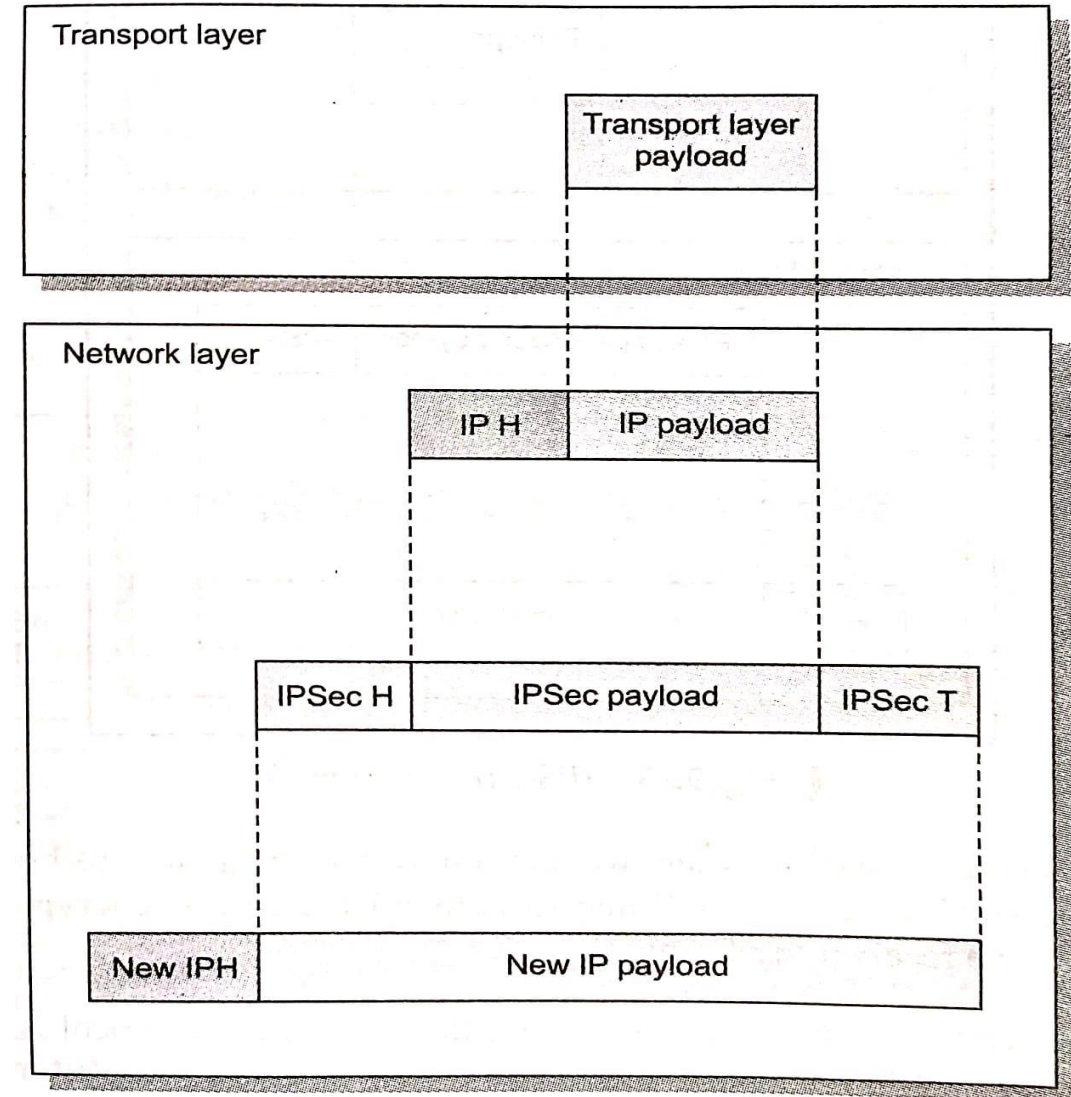 Transport layer
Transport layer
payload
Network layer
IP H
IP payload
IPSec H
IPSec payload
IPSec T
New IPH
New IP payload